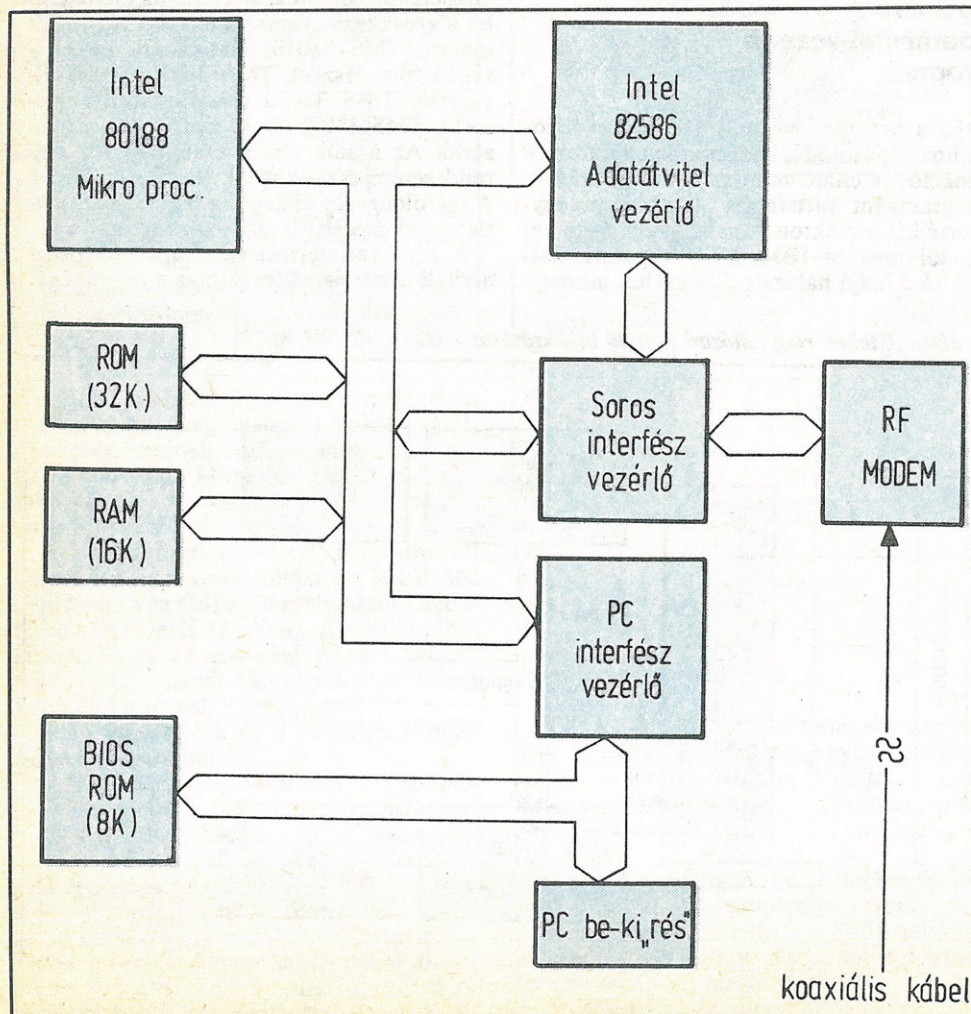 Intel
80188
Mikro proc
Intel
82586
Adatátvitel
vezérlő
ROM
(32K)
Soros
interfész
vezérlő
RF
MODEM
RAM
(16K)
PC
interfész
vezérlő
BIOS
ROM
(8K)
PC be-ki „rés"
koaxiális kábel